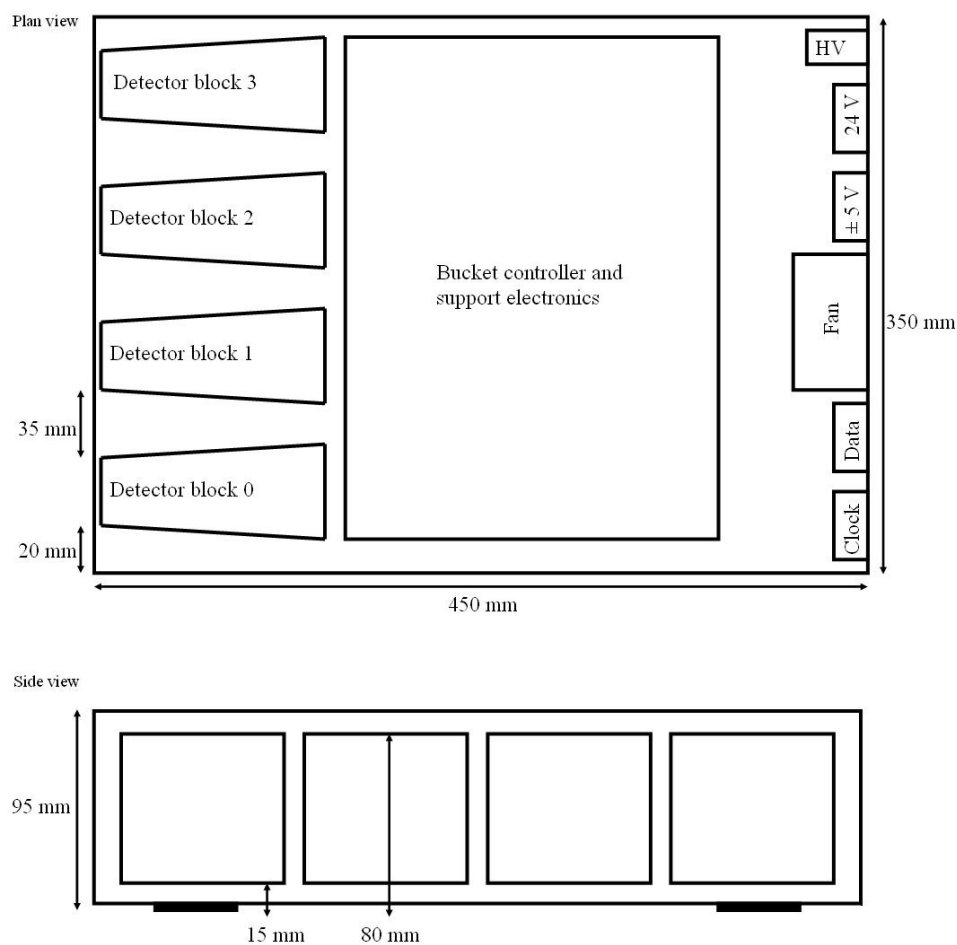 Plan view
HV
Detector block 3
24 V
Detector block 2
± 5 V
Bucket controller and
support electronics
Fan
350 mm
Detector block 1
35 mm
Data
Detector block 0
Clock
20 mm
450 mm
Side view
95 mm
15 mm
80 mm